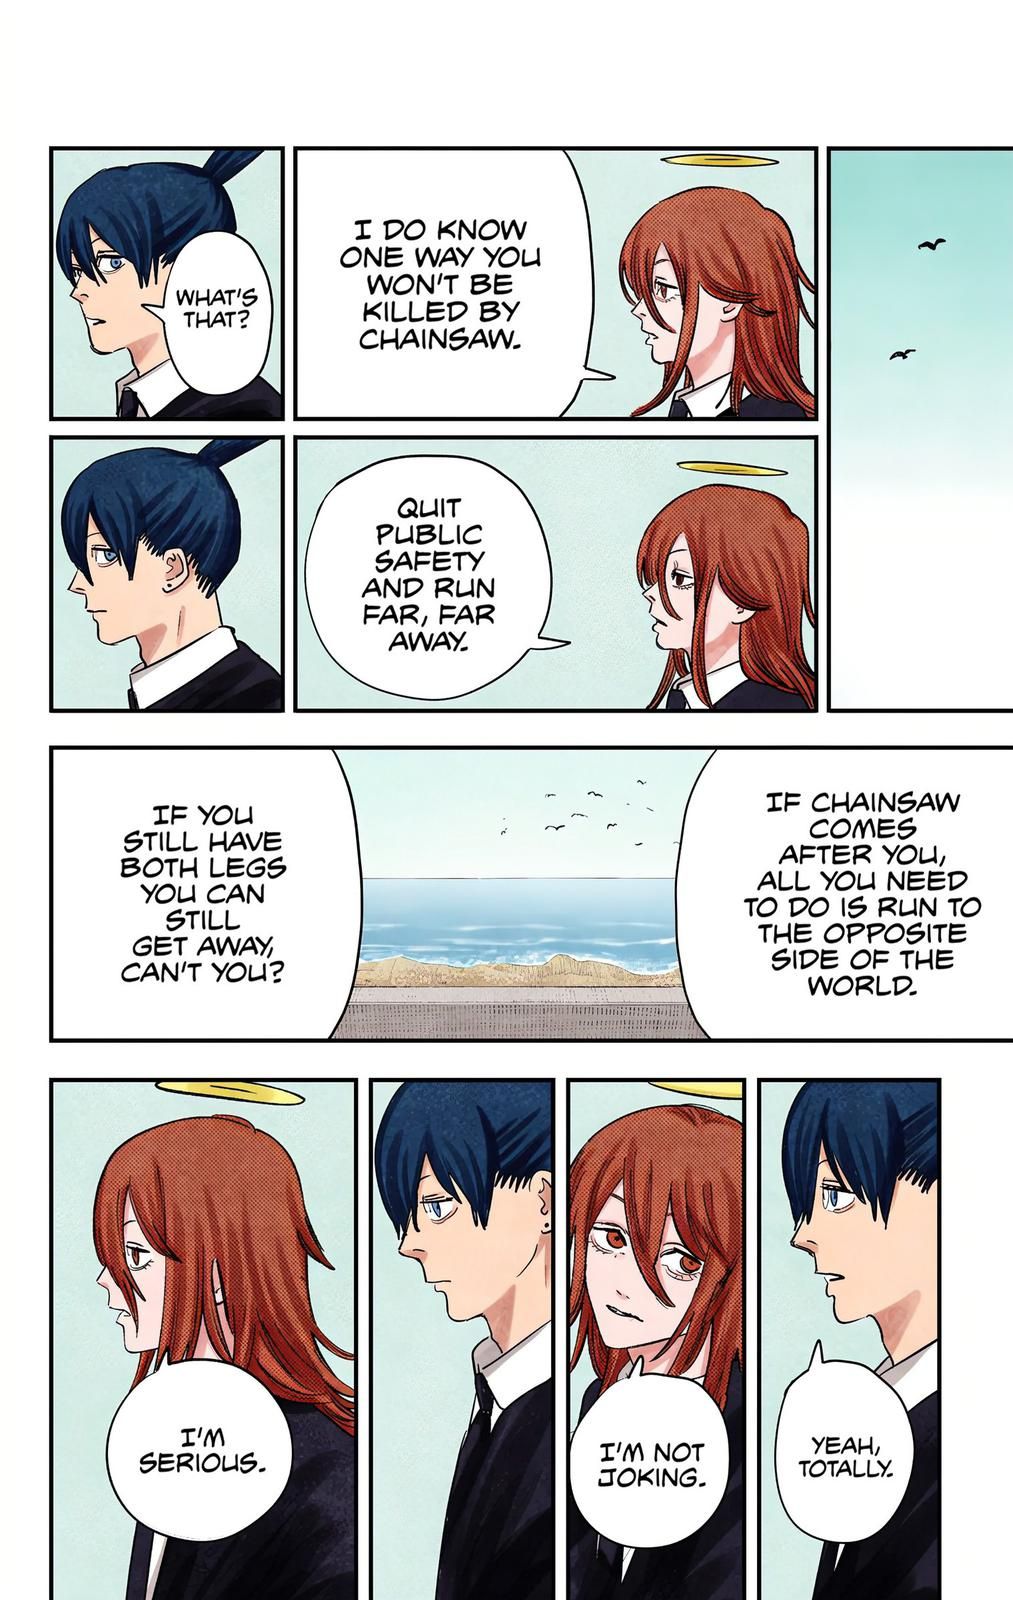 I DO KNOW
ONE WAY YOU
WON'T BE
KILLED BY
CHAINSAW.
WHAT'S
THAT?
QUIT
PUBLIC
SAFETY
AND RUN
FAR, FAR
AWAY.
IF CHAINSAW
COMES
AFTER YOU,
ALL YOU NEED
TO DO IS RUN TO
THE OPPOSITE
SIDE OF THE
WORLD.
IF YOU
STILL HAVE
BOTH LEGS
YOU CAN
STILL
GET AWAY,
CAN'T YOU?
YEAH,
TOTALLY.
I'M NOT
JOKING.
I'M
SERIOUS.